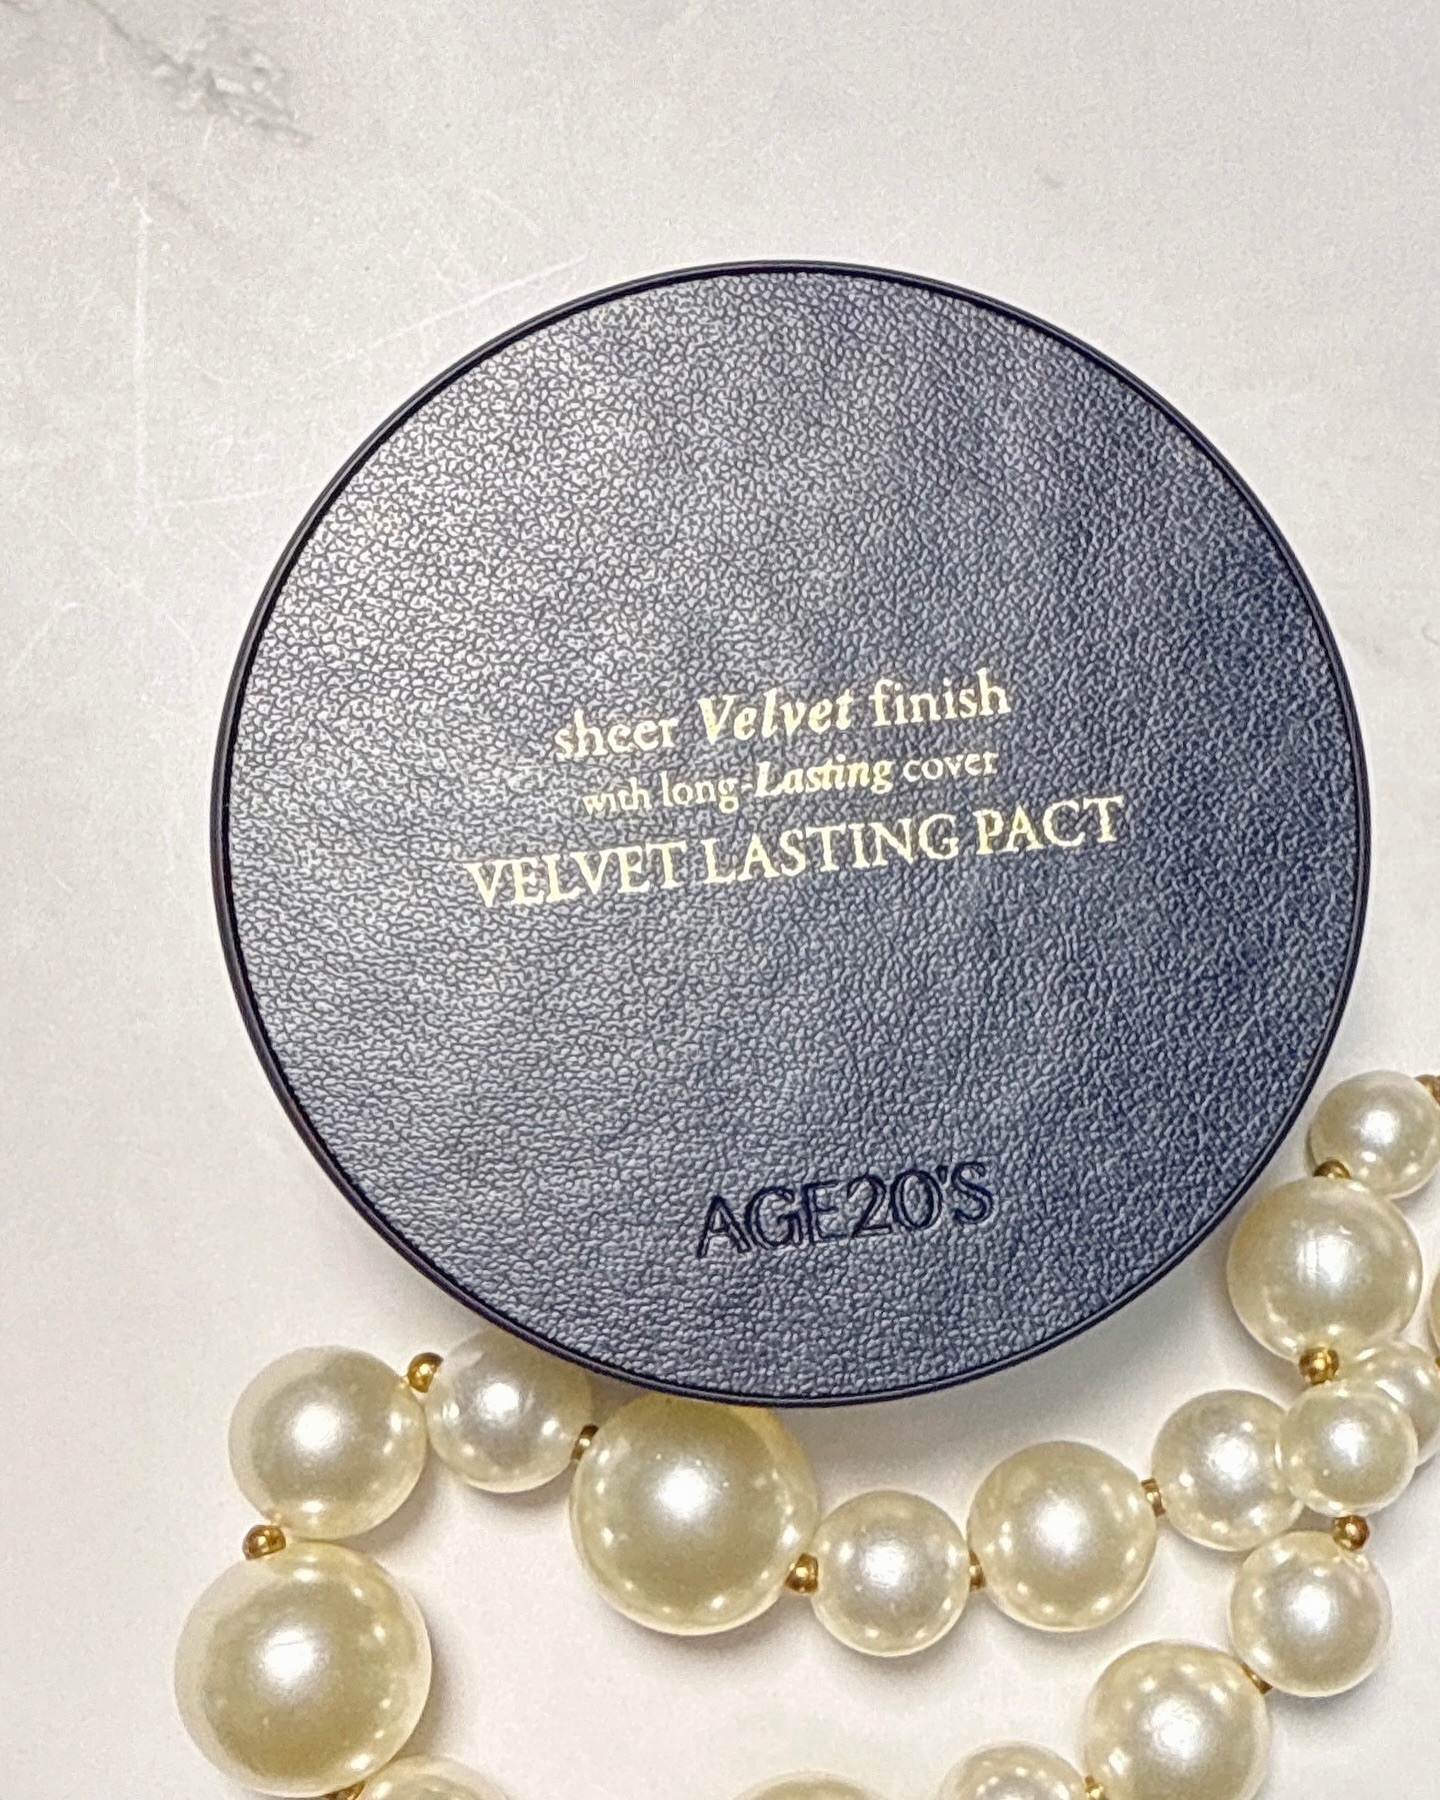 sheer Velvet finish
with long-Lasting cover
VELVET LASTING PACT
AGE20'S